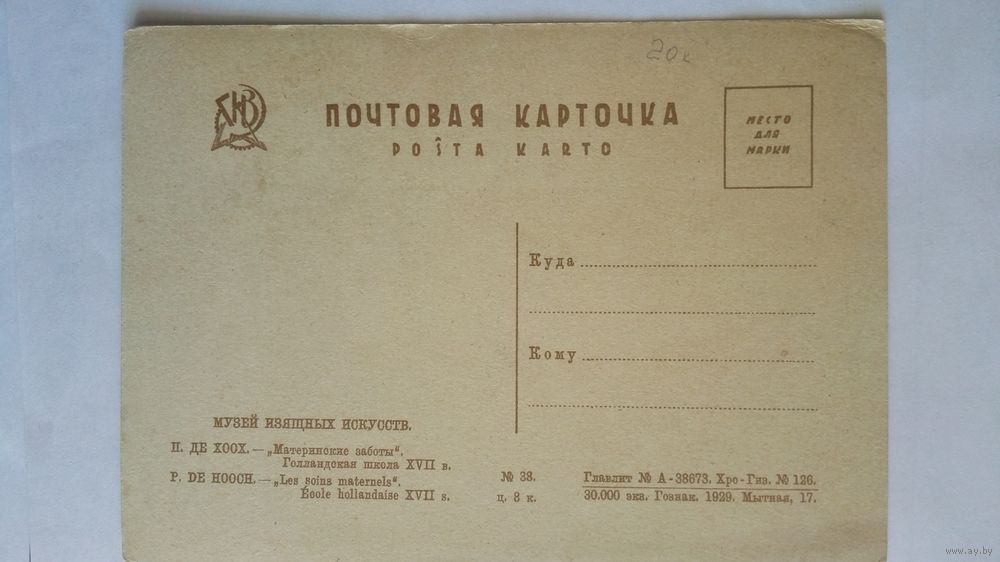 20к
ПОЧТОВАЯ КАРТОЧКА
POŜTA KARTO
МЕСТО
ДЛЯ
МАРКИ
Куда
Кому
МУЗЕЙ ИЗЯЩНЫХ ИСКУССТВ.
П. ДЕ ХООХ.—„Материнские заботы“.
Голландская школа XVII в.
P. DE HOOCH.—„Les soins maternels“.
École hollandaise XVII s.
№ 38.
ц. 8 к.
Главлит № А-38673. Хро-Гиз. № 126.
30.000 экз. Гознак. 1929. Мытная, 17.
www.ay.by